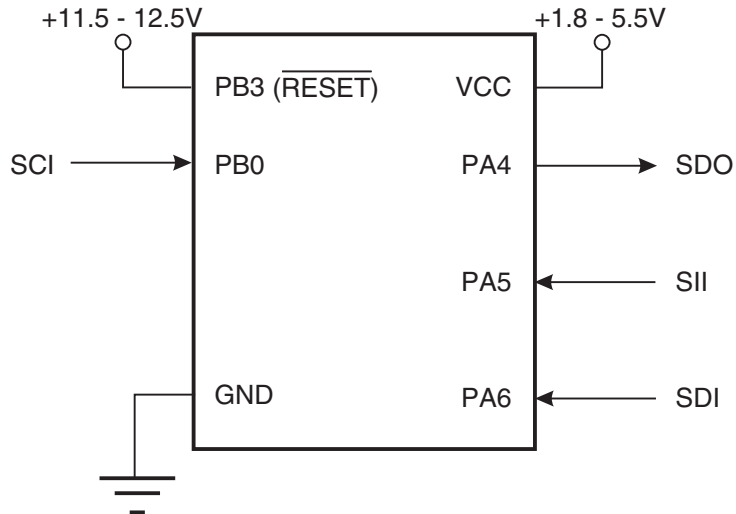 +11.5 - 12.5V
+1.8 - 5.5V
PB3 (RESET)
VCC
SCI
PB0
PA4
SDO
PA5
SII
GND
PA6
SDI